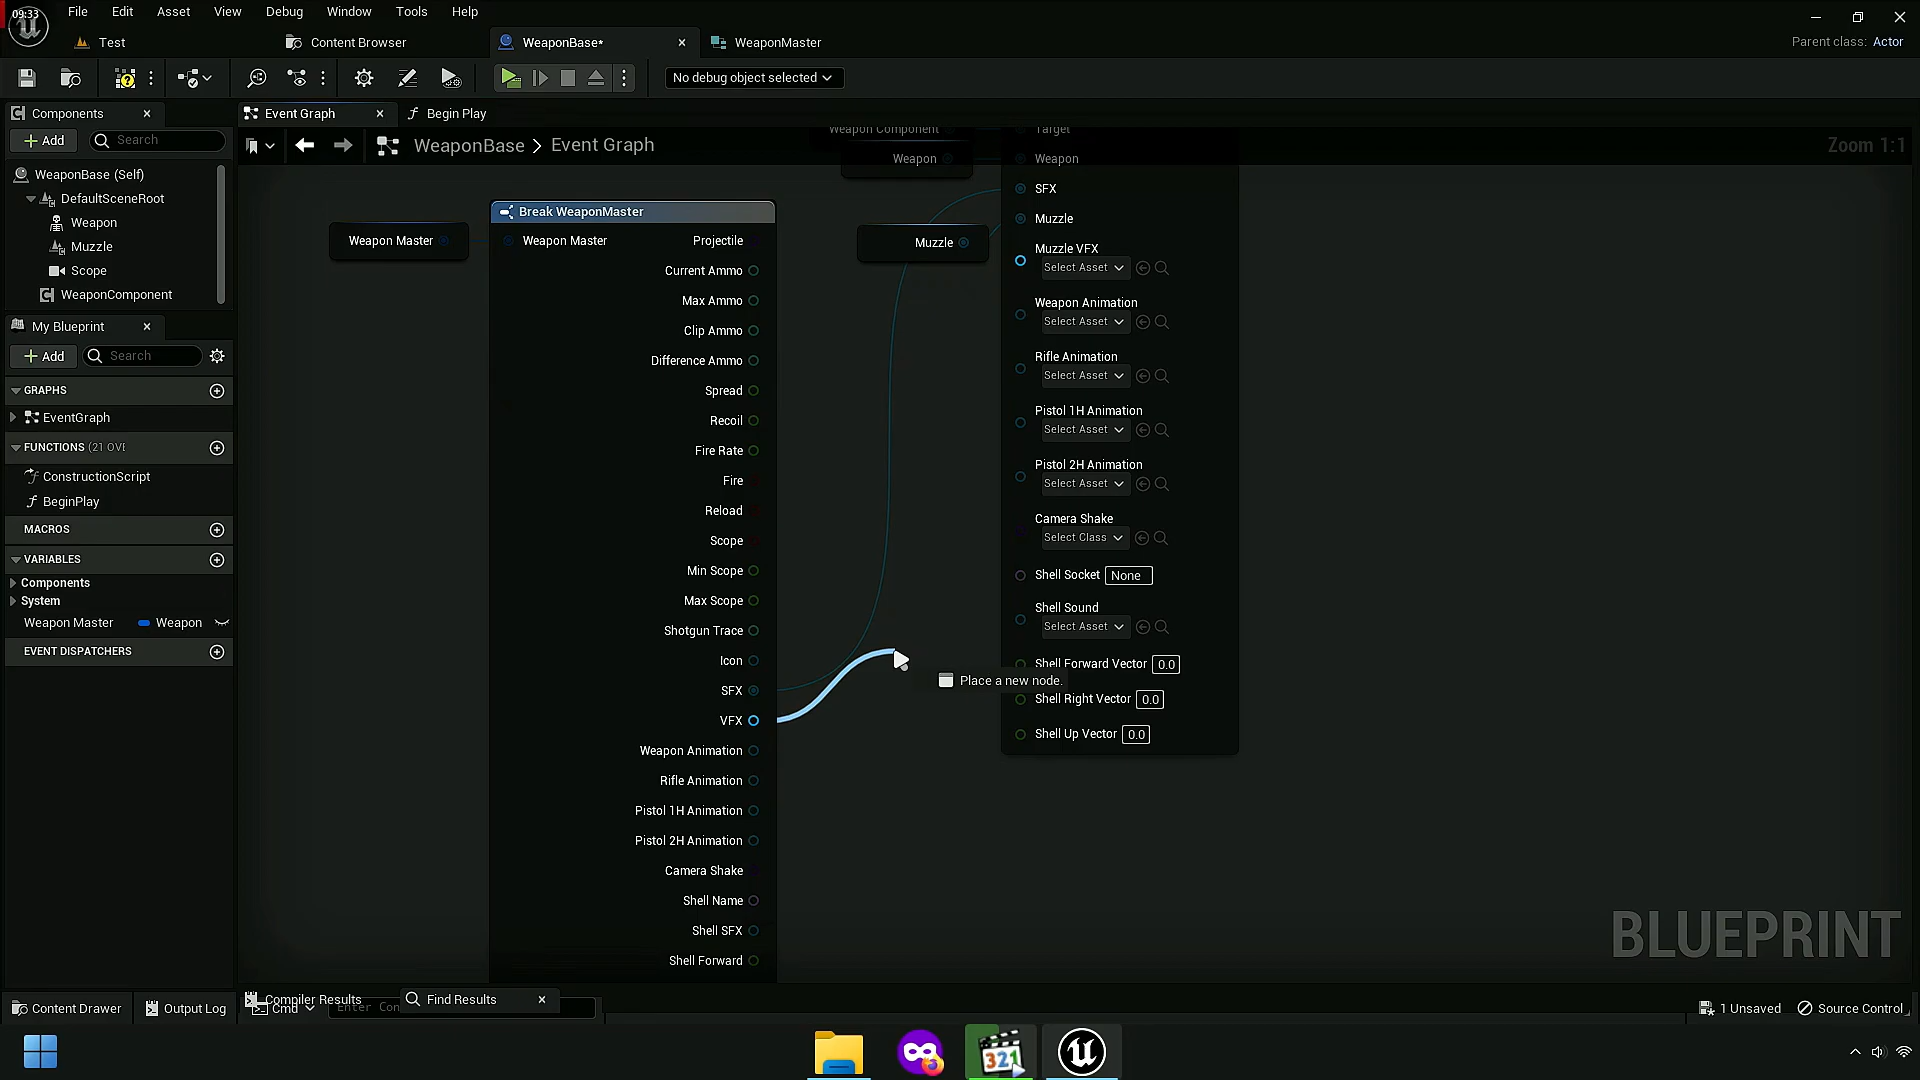 09:33
File Edit Asset View Debug Window Tools Help
Test Content Browser WeaponBase* WeaponMaster
Parent class: Actor
No debug object selected
Components
Event Graph
Begin Play
Add
Search
WeaponBase > Event Graph
Zoom 1:1
WeaponBase (Self)
DefaultSceneRoot
Weapon
Muzzle
Scope
WeaponComponent
My Blueprint
Add
Search
GRAPHS
EventGraph
FUNCTIONS (21 OVE
ConstructionScript
BeginPlay
MACROS
VARIABLES
Components
System
Weapon Master Weapon
EVENT DISPATCHERS
Weapon Master
Break WeaponMaster
Weapon Master Projectile
Current Ammo
Max Ammo
Clip Ammo
Difference Ammo
Spread
Recoil
Fire Rate
Fire
Reload
Scope
Min Scope
Max Scope
Shotgun Trace
Icon
SFX
VFX
Weapon Animation
Rifle Animation
Pistol 1H Animation
Pistol 2H Animation
Camera Shake
Shell Name
Shell SFX
Shell Forward
Weapon Component
Weapon
Muzzle
Target
Weapon
SFX
Muzzle
Muzzle VFX
Select Asset
Weapon Animation
Select Asset
Rifle Animation
Select Asset
Pistol 1H Animation
Select Asset
Pistol 2H Animation
Select Asset
Camera Shake
Select Class
Shell Socket None
Shell Sound
Select Asset
Shell Forward Vector 0.0
Place a new node.
Shell Right Vector 0.0
Shell Up Vector 0.0
BLUEPRINT
Compiler Results
Find Results
Content Drawer
Output Log
Cmd
Enter Con
1 Unsaved
Source Control
321